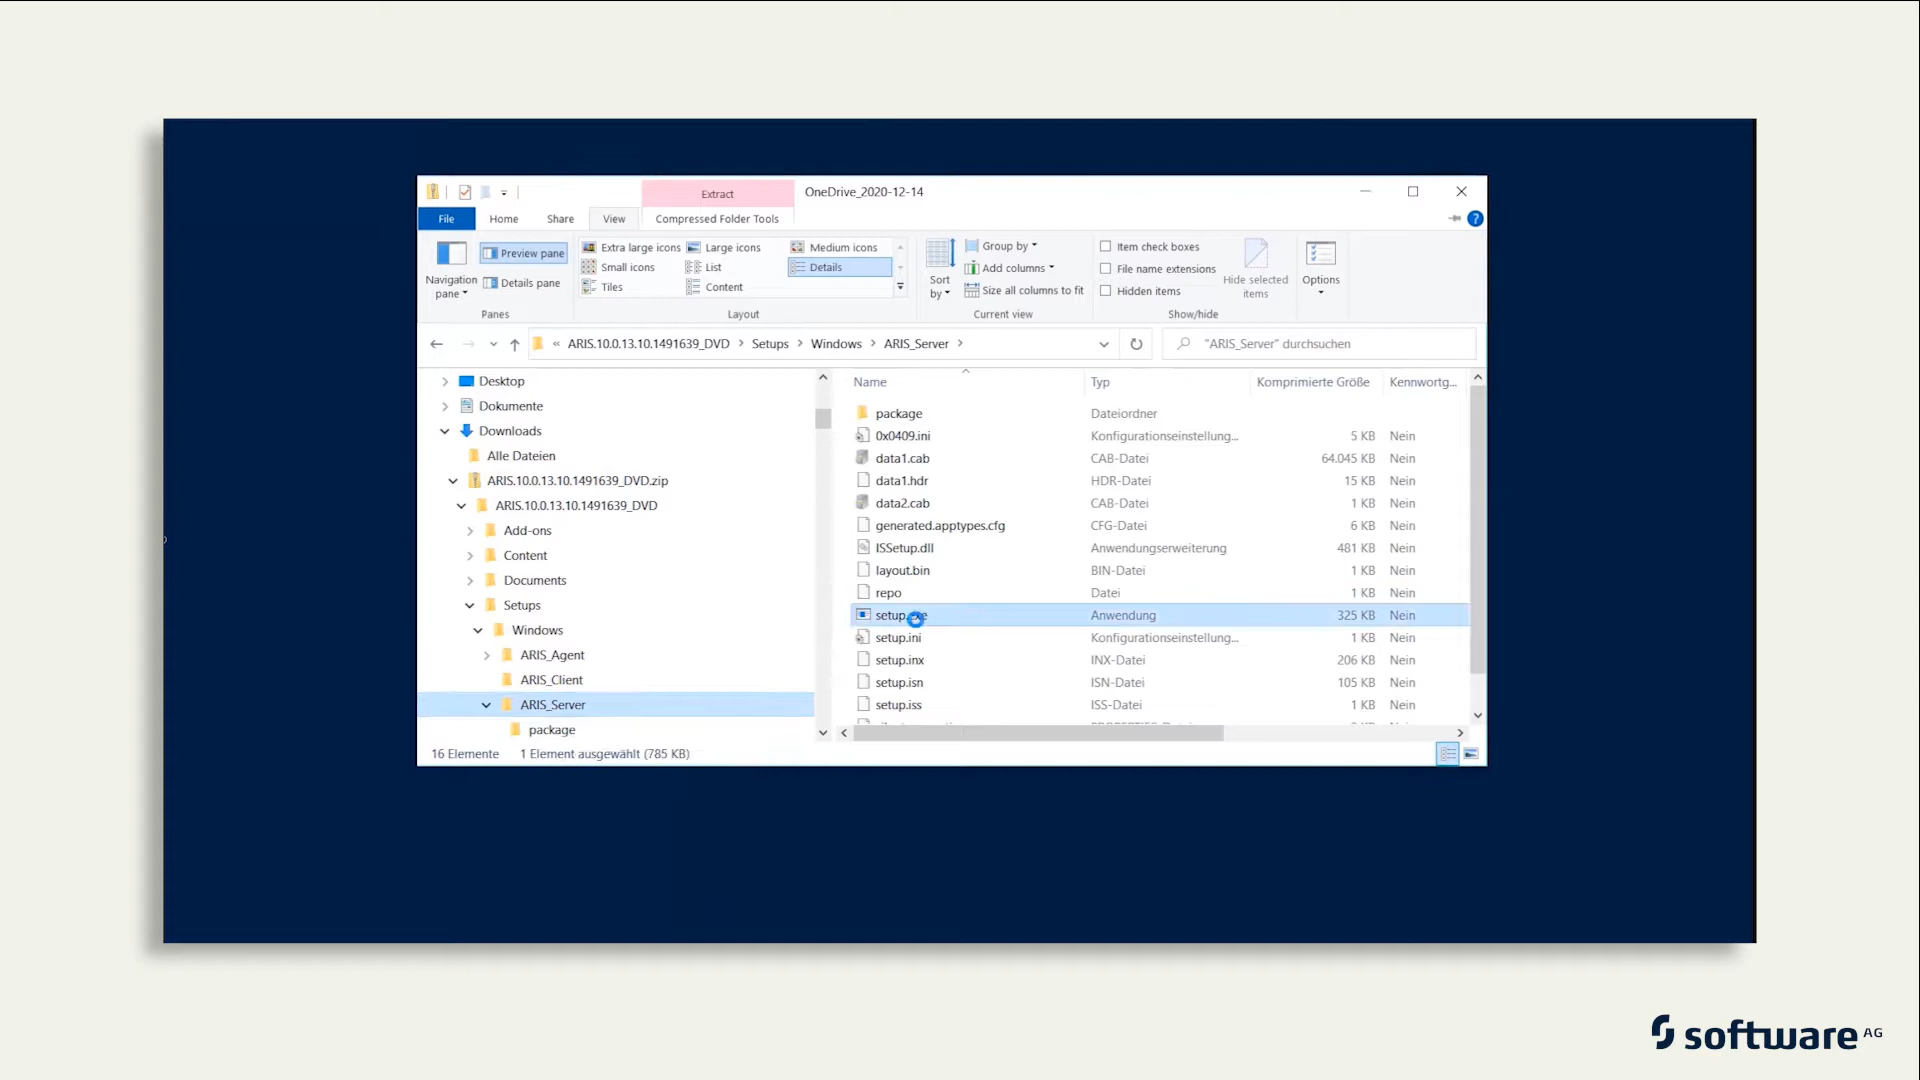 Extract
OneDrive_2020-12-14
File
Home
Share
View
Compressed Folder Tools
Navigation pane
Preview pane
Details pane
Panes
Extra large icons
Large icons
Medium icons
Small icons
List
Details
Tiles
Content
Layout
Sort by
Group by
Add columns
Size all columns to fit
Current view
Item check boxes
File name extensions
Hidden items
Hide selected items
Show/hide
Options
« ARIS.10.0.13.10.1491639_DVD > Setups > Windows > ARIS_Server >
"ARIS_Server" durchsuchen
Desktop
Dokumente
Downloads
Alle Dateien
ARIS.10.0.13.10.1491639_DVD.zip
ARIS.10.0.13.10.1491639_DVD
Add-ons
Content
Documents
Setups
Windows
ARIS_Agent
ARIS_Client
ARIS_Server
package
Name Typ Komprimierte Größe Kennwortg...
package Dateiordner
0x0409.ini Konfigurationseinstellung... 5 KB Nein
data1.cab CAB-Datei 64.045 KB Nein
data1.hdr HDR-Datei 15 KB Nein
data2.cab CAB-Datei 1 KB Nein
generated.apptypes.cfg CFG-Datei 6 KB Nein
ISSetup.dll Anwendungserweiterung 481 KB Nein
layout.bin BIN-Datei 1 KB Nein
repo Datei 1 KB Nein
setup.exe Anwendung 325 KB Nein
setup.ini Konfigurationseinstellung... 1 KB Nein
setup.inx INX-Datei 206 KB Nein
setup.isn ISN-Datei 105 KB Nein
setup.iss ISS-Datei 1 KB Nein
16 Elemente 1 Element ausgewählt (785 KB)
software AG